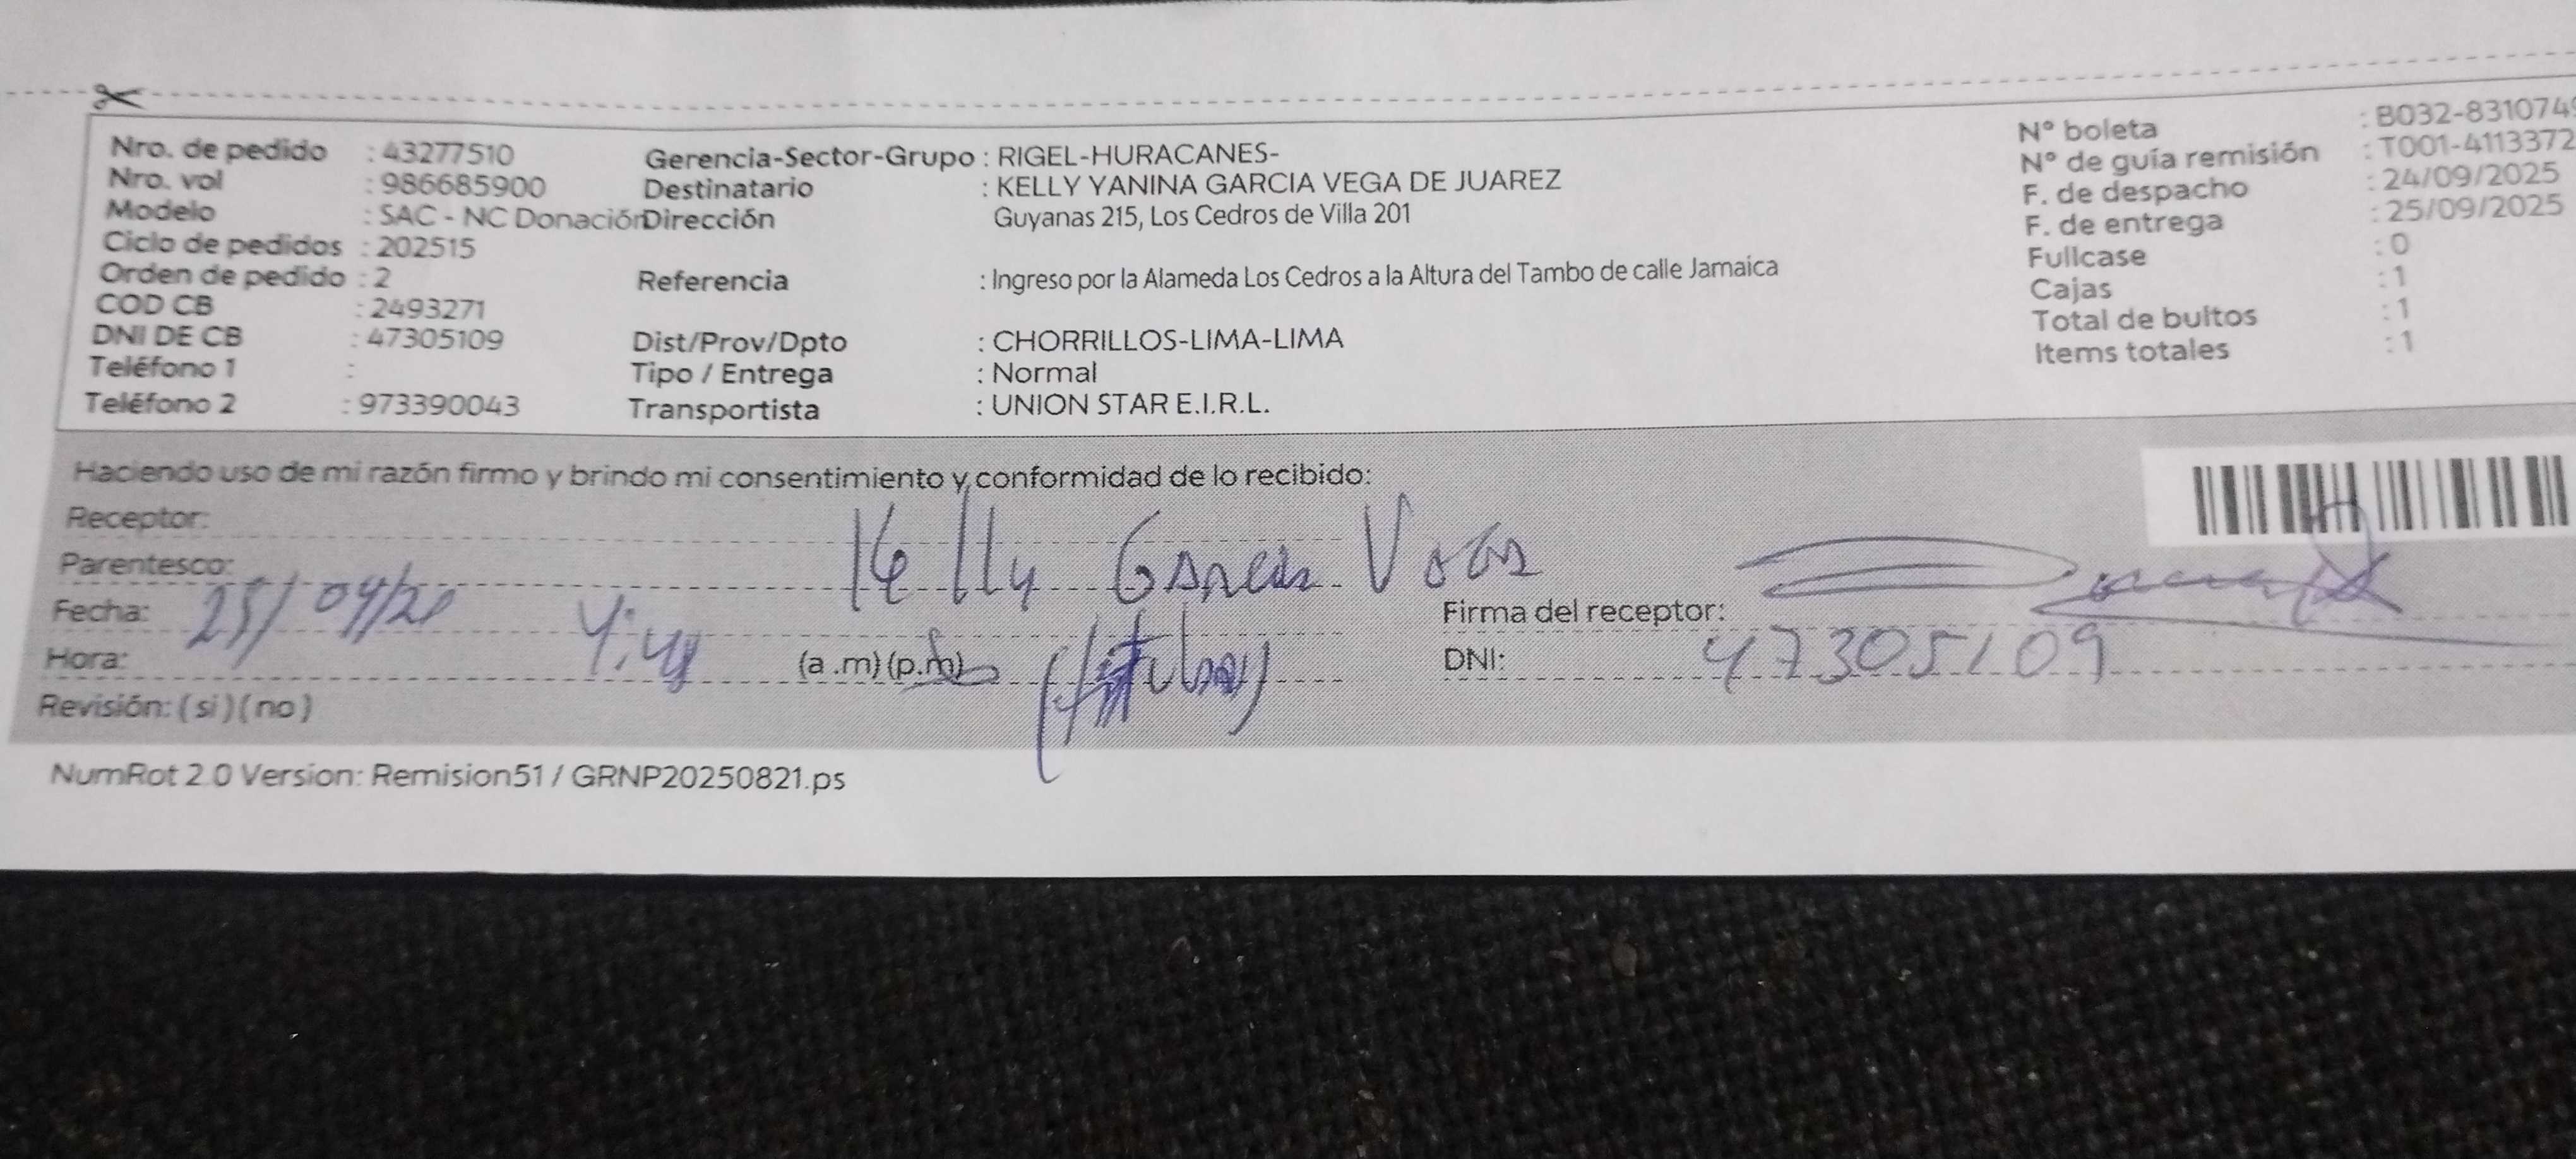 Nro. de pedido : 43277510
Nro. vol : 986685900
Modelo : SAC - NC Donación
Ciclo de pedidos : 202515
Orden de pedido : 2
COD CB : 2493271
DNI DE CB : 47305109
Teléfono 1 :
Teléfono 2 : 973390043
Gerencia-Sector-Grupo : RIGEL-HURACANES-
Destinatario : KELLY YANINA GARCIA VEGA DE JUAREZ
Dirección Guyanas 215, Los Cedros de Villa 201
Referencia : Ingreso por la Alameda Los Cedros a la Altura del Tambo de calle Jamaica
Dist/Prov/Dpto : CHORRILLOS-LIMA-LIMA
Tipo / Entrega : Normal
Transportista : UNION STAR E.I.R.L.
N° boleta : B032-831074
N° de guía remisión : T001-4113372
F. de despacho : 24/09/2025
F. de entrega : 25/09/2025
Fullcase : 0
Cajas : 1
Total de bultos : 1
Items totales : 1
Haciendo uso de mi razón firmo y brindo mi consentimiento y conformidad de lo recibido:
Receptor:
Kelly Garcia Vega
Parentesco:
Fecha: 25/09/
Firma del receptor:
Hora: (a .m) (p.m)
(titular)
DNI: 47305109
Revisión: ( si ) ( no )
NumRot 2.0 Version: Remision51 / GRNP20250821.ps